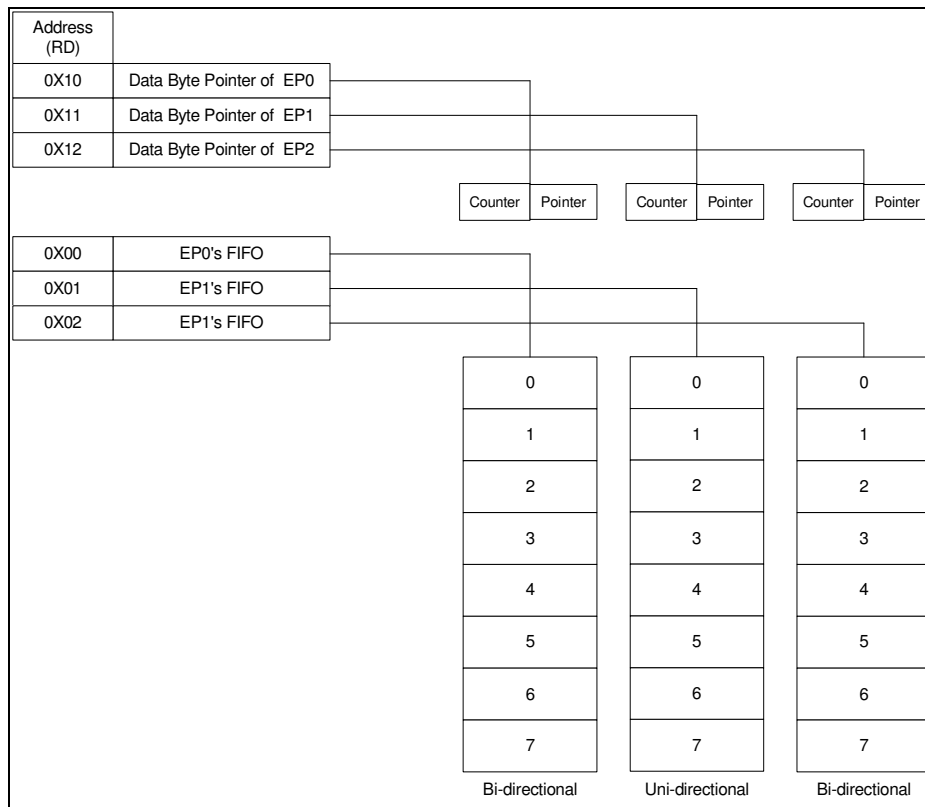 Address
(RD)
0X10 Data Byte Pointer of EP0
0X11 Data Byte Pointer of EP1
0X12 Data Byte Pointer of EP2
Counter Pointer Counter Pointer Counter Pointer
0X00 EP0's FIFO
0X01 EP1's FIFO
0X02 EP1's FIFO
0 0 0
1 1 1
2 2 2
3 3 3
4 4 4
5 5 5
6 6 6
7 7 7
Bi-directional Uni-directional Bi-directional